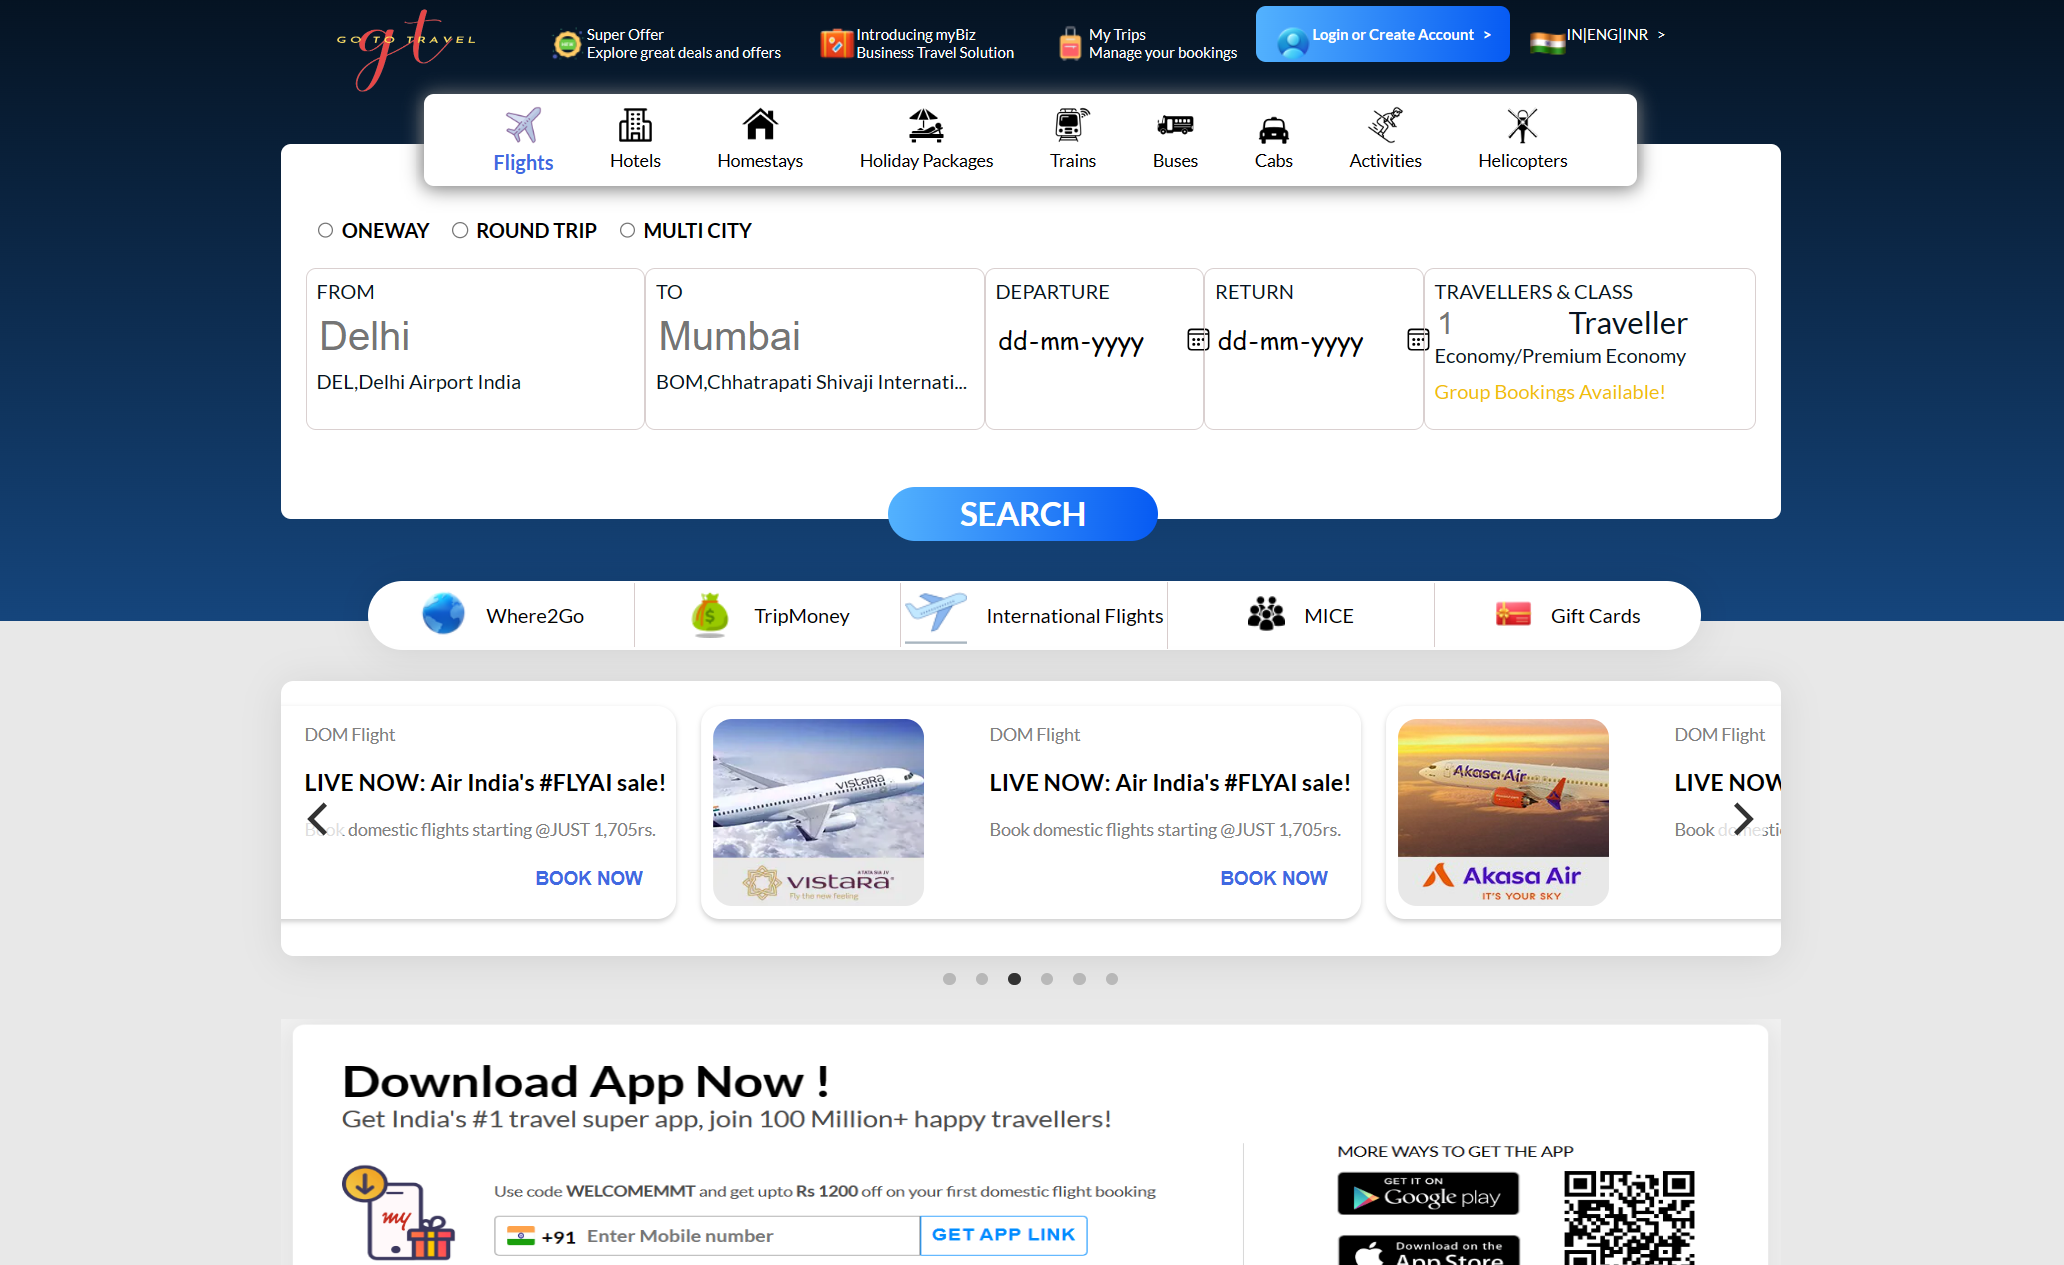 GO TO TRAVEL
gt
Super Offer
Explore great deals and offers
Introducing myBiz
Business Travel Solution
My Trips
Manage your bookings
Login or Create Account >
IN|ENG|INR >
Flights
Hotels
Homestays
Holiday Packages
Trains
Buses
Cabs
Activities
Helicopters
ONEWAY
ROUND TRIP
MULTI CITY
FROM
Delhi
DEL,Delhi Airport India
TO
Mumbai
BOM,Chhatrapati Shivaji Internati...
DEPARTURE
dd-mm-yyyy
RETURN
dd-mm-yyyy
TRAVELLERS & CLASS
1 Traveller
Economy/Premium Economy
Group Bookings Available!
SEARCH
Where2Go
TripMoney
International Flights
MICE
Gift Cards
DOM Flight
LIVE NOW: Air India's #FLYAI sale!
Book domestic flights starting @JUST 1,705rs.
BOOK NOW
VISTARA
A TATA SIA JV
VISTARA
Fly the new feeling
DOM Flight
LIVE NOW: Air India's #FLYAI sale!
Book domestic flights starting @JUST 1,705rs.
BOOK NOW
Akasa Air
Akasa Air
IT'S YOUR SKY
DOM Flight
LIVE NOW
Book domesti
Download App Now !
Get India's #1 travel super app, join 100 Million+ happy travellers!
Use code WELCOMEMMT and get upto Rs 1200 off on your first domestic flight booking
my
+91 Enter Mobile number
GET APP LINK
MORE WAYS TO GET THE APP
GET IT ON
Google play
Download on the
App Store